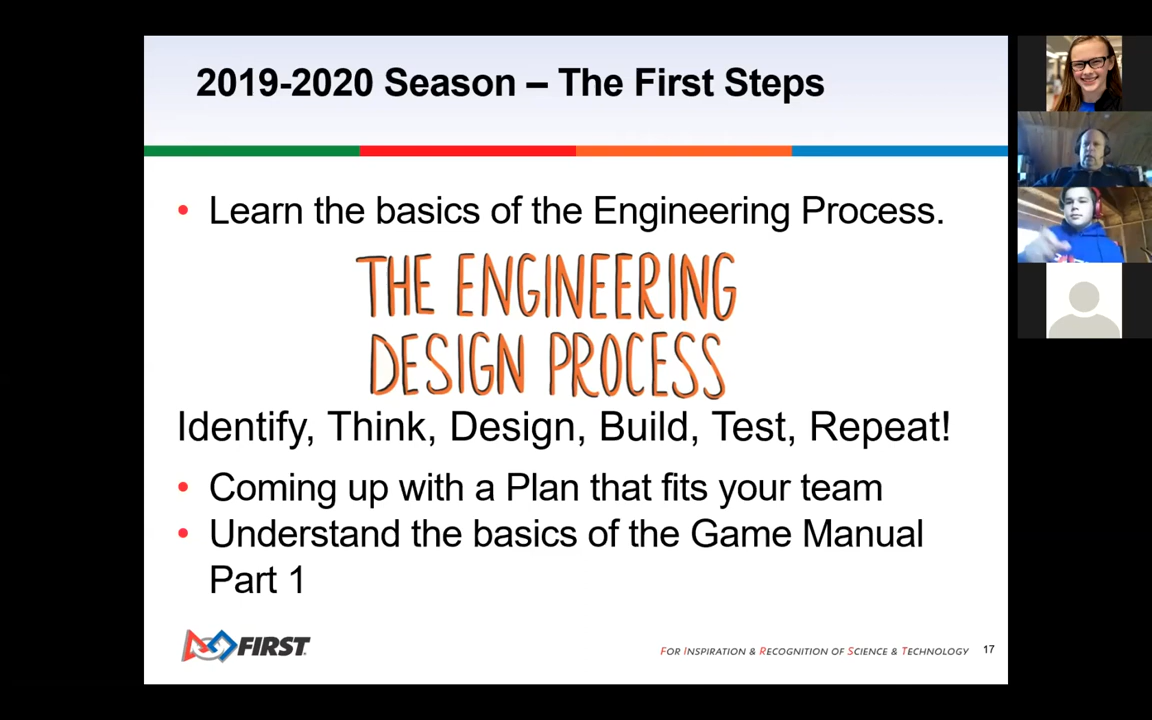 2019-2020 Season – The First Steps
• Learn the basics of the Engineering Process.
THE ENGINEERING
DESIGN PROCESS
Identify, Think, Design, Build, Test, Repeat!
• Coming up with a Plan that fits your team
• Understand the basics of the Game Manual
Part 1
FIRST
FOR INSPIRATION & RECOGNITION OF SCIENCE & TECHNOLOGY 17